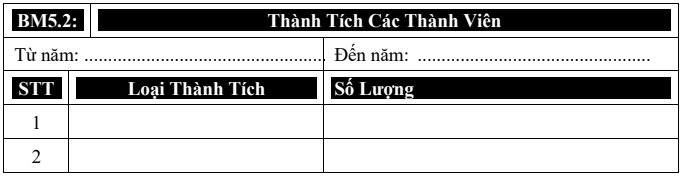 BM5.2: Thành Tích Các Thành Viên
Từ năm: ................................................... Đến năm: .................................................
STT Loại Thành Tích Số Lượng
1
2